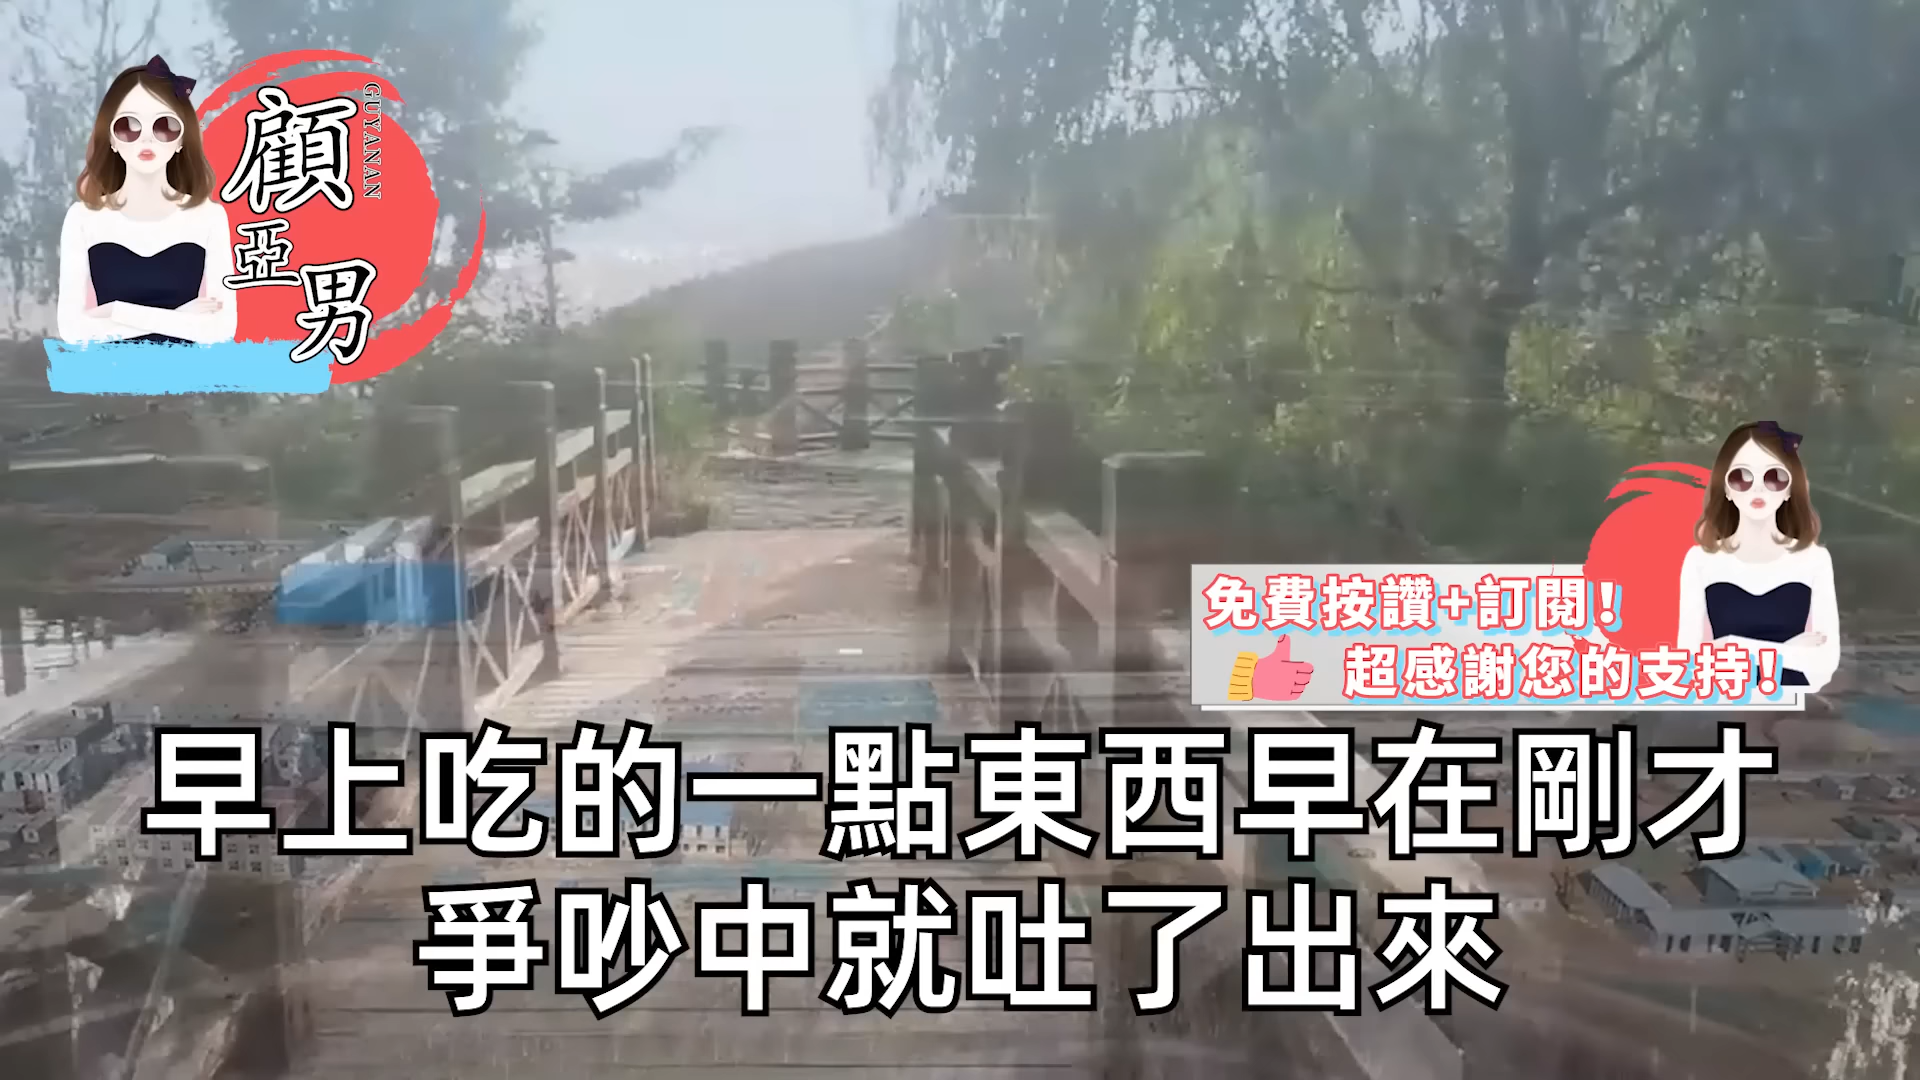 顧亞男
GUYANAN
免費按讚+訂閱!
超感謝您的支持!
早上吃的一點東西早在剛才
爭吵中就吐了出來